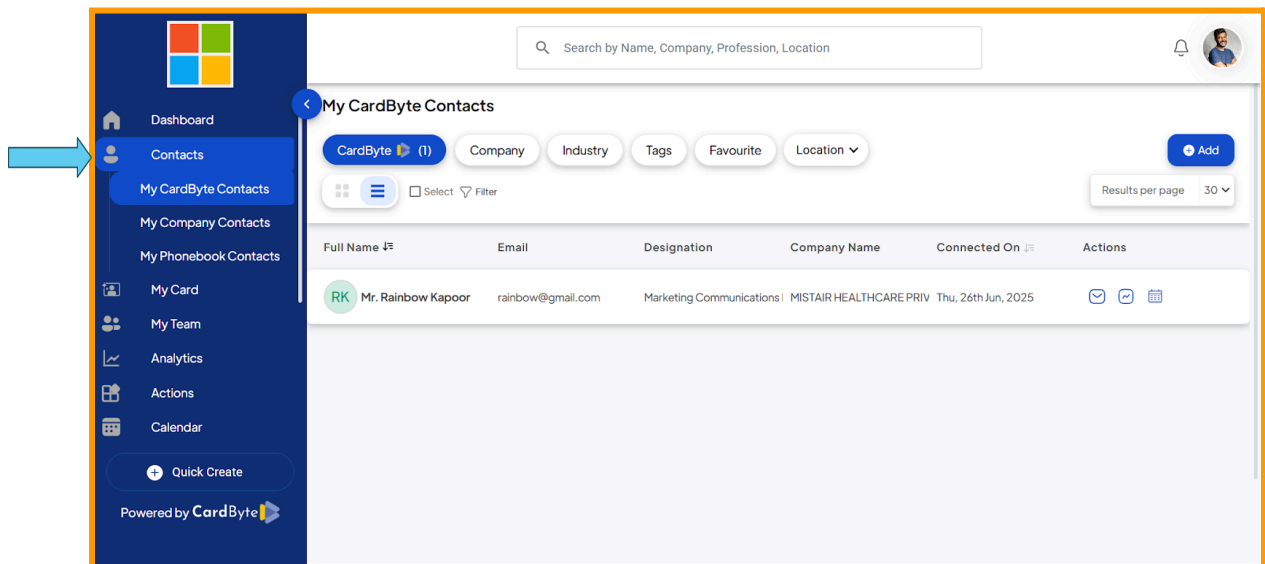 Search by Name, Company, Profession, Location
Dashboard
Contacts
My CardByte Contacts
My Company Contacts
My Phonebook Contacts
My Card
My Team
Analytics
Actions
Calendar
Quick Create
Powered by CardByte
My CardByte Contacts
CardByte (1) Company Industry Tags Favourite Location Add
Select Filter Results per page 30
Full Name Email Designation Company Name Connected On Actions
RK Mr. Rainbow Kapoor rainbow@gmail.com Marketing Communications MISTAIR HEALTHCARE PRIV Thu, 26th Jun, 2025